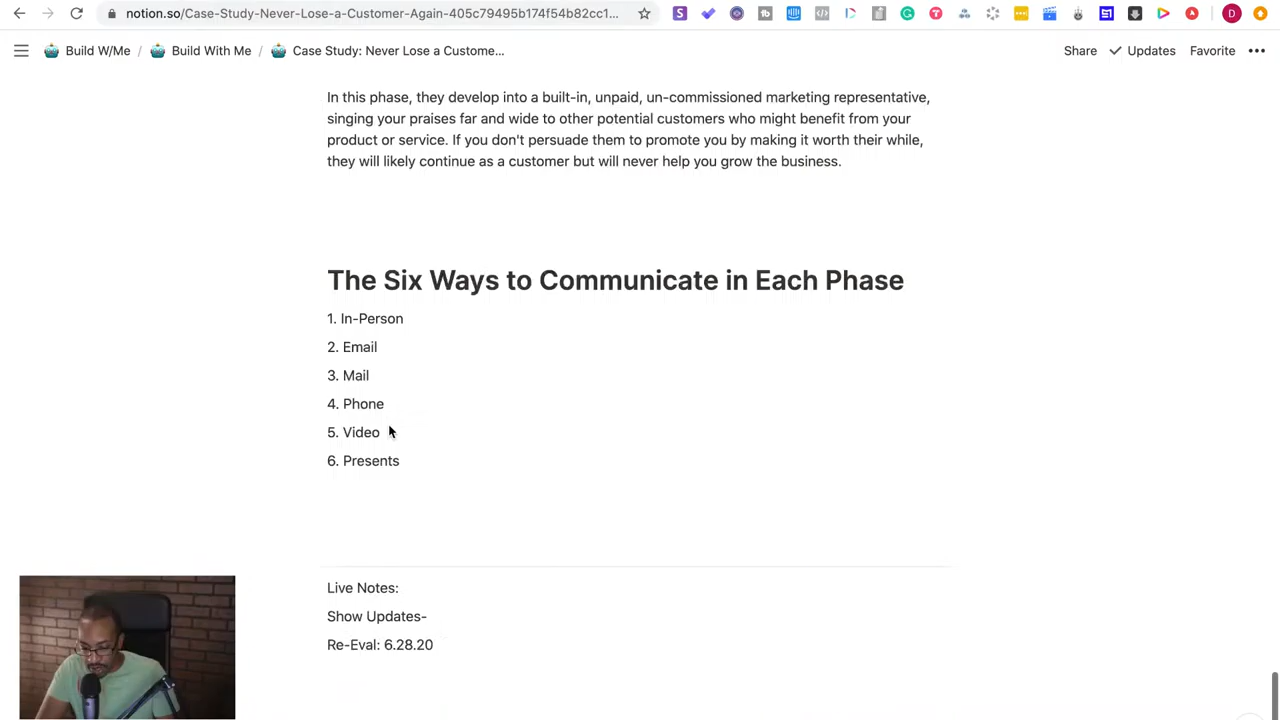 notion.so/Case-Study-Never-Lose-a-Customer-Again-405c79495b174f54b82cc1...
Build W/Me / Build With Me / Case Study: Never Lose a Custome...
Share Updates Favorite •••
In this phase, they develop into a built-in, unpaid, un-commissioned marketing representative,
singing your praises far and wide to other potential customers who might benefit from your
product or service. If you don't persuade them to promote you by making it worth their while,
they will likely continue as a customer but will never help you grow the business.
The Six Ways to Communicate in Each Phase
1. In-Person
2. Email
3. Mail
4. Phone
5. Video
6. Presents
Live Notes:
Show Updates-
Re-Eval: 6.28.20